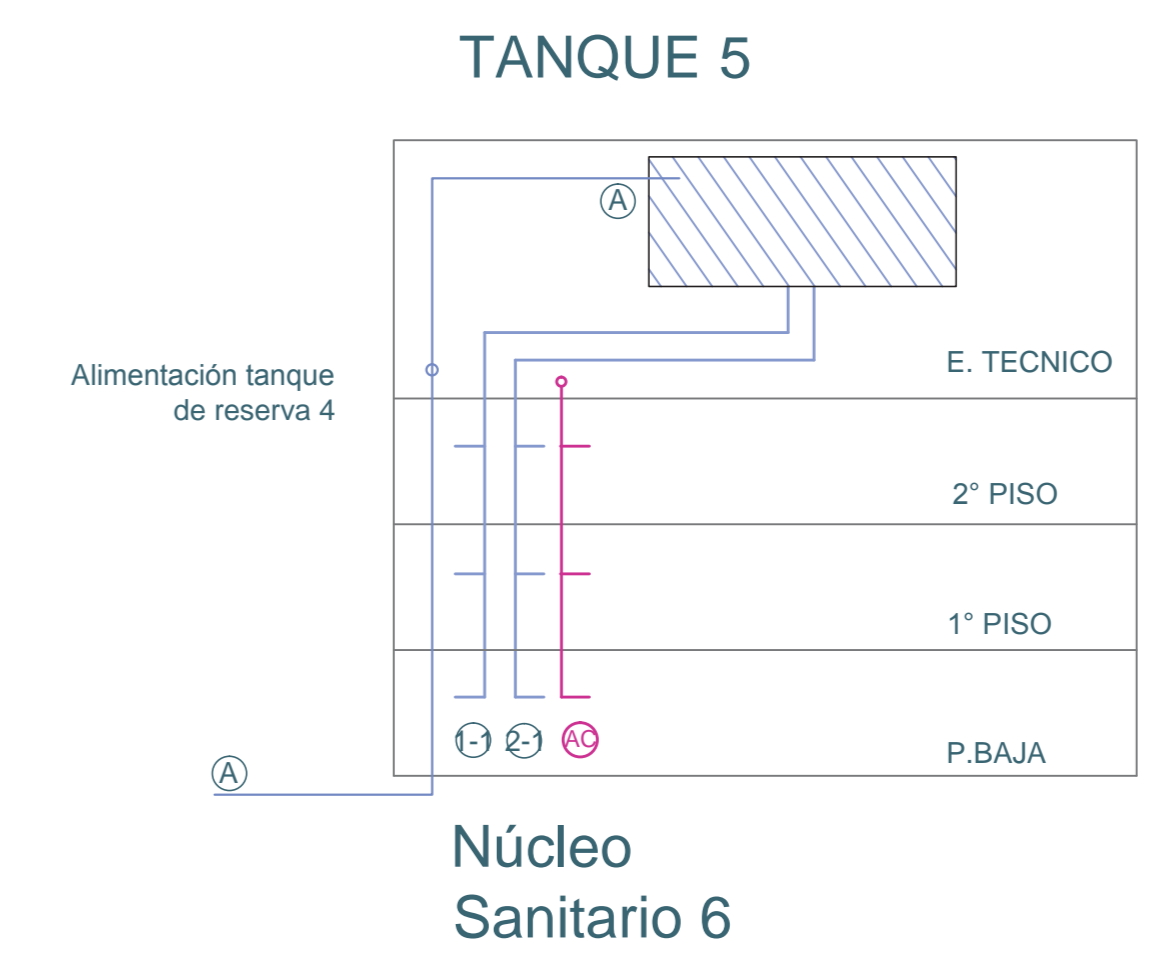 TANQUE 5
A
Alimentación tanque
de reserva 4
E. TECNICO
2° PISO
1° PISO
1-1 2-1 AC
P.BAJA
A
Núcleo
Sanitario 6